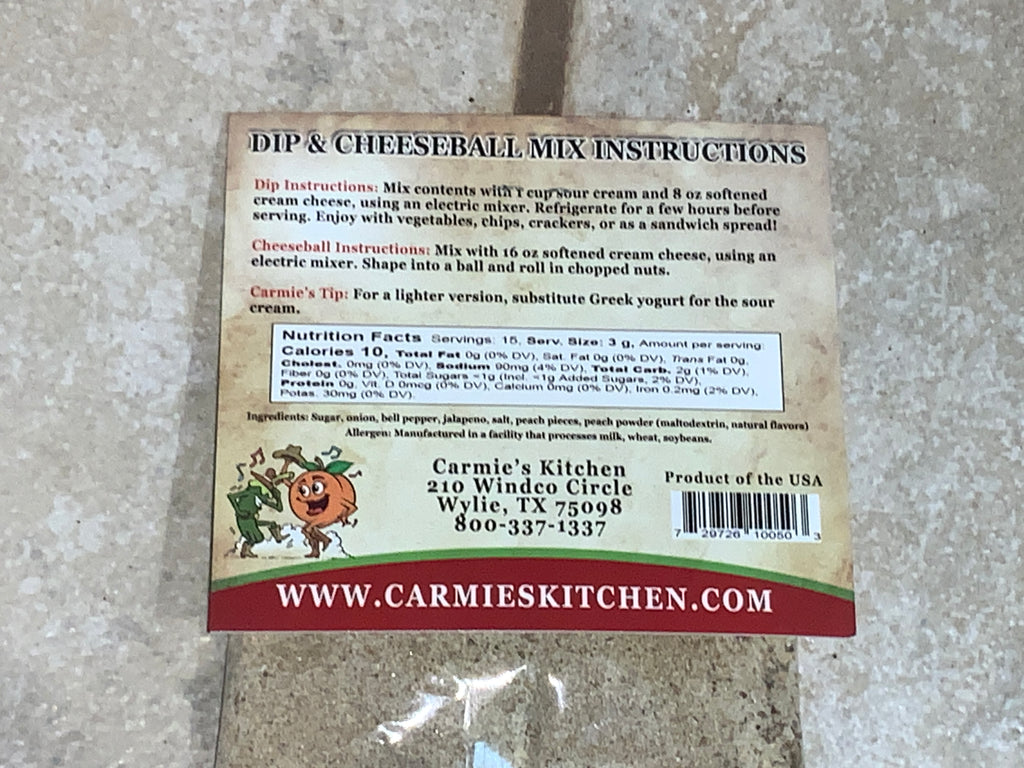 DIP & CHEESEBALL MIX INSTRUCTIONS
Dip Instructions: Mix contents with 1 cup sour cream and 8 oz softened
cream cheese, using an electric mixer. Refrigerate for a few hours before
serving. Enjoy with vegetables, chips, crackers, or as a sandwich spread!
Cheeseball Instructions: Mix with 16 oz softened cream cheese, using an
electric mixer. Shape into a ball and roll in chopped nuts.
Carmie's Tip: For a lighter version, substitute Greek yogurt for the sour
cream.
Nutrition Facts Servings: 15, Serv. Size: 3 g, Amount per serving:
Calories 10, Total Fat 0g (0% DV), Sat. Fat 0g (0% DV), Trans Fat 0g,
Cholest. 0mg (0% DV), Sodium 90mg (4% DV), Total Carb. 2g (1% DV),
Fiber 0g (0% DV), Total Sugars <1g (Incl. <1g Added Sugars, 2% DV),
Protein 0g, Vit. D 0mcg (0% DV), Calcium 0mg (0% DV), Iron 0.2mg (2% DV),
Potas. 30mg (0% DV).
Ingredients: Sugar, onion, bell pepper, jalapeno, salt, peach pieces, peach powder (maltodextrin, natural flavors)
Allergen: Manufactured in a facility that processes milk, wheat, soybeans.
Carmie's Kitchen
210 Windco Circle
Wylie, TX 75098
800-337-1337
Product of the USA
7 29726 10050 3
WWW.CARMIESKITCHEN.COM